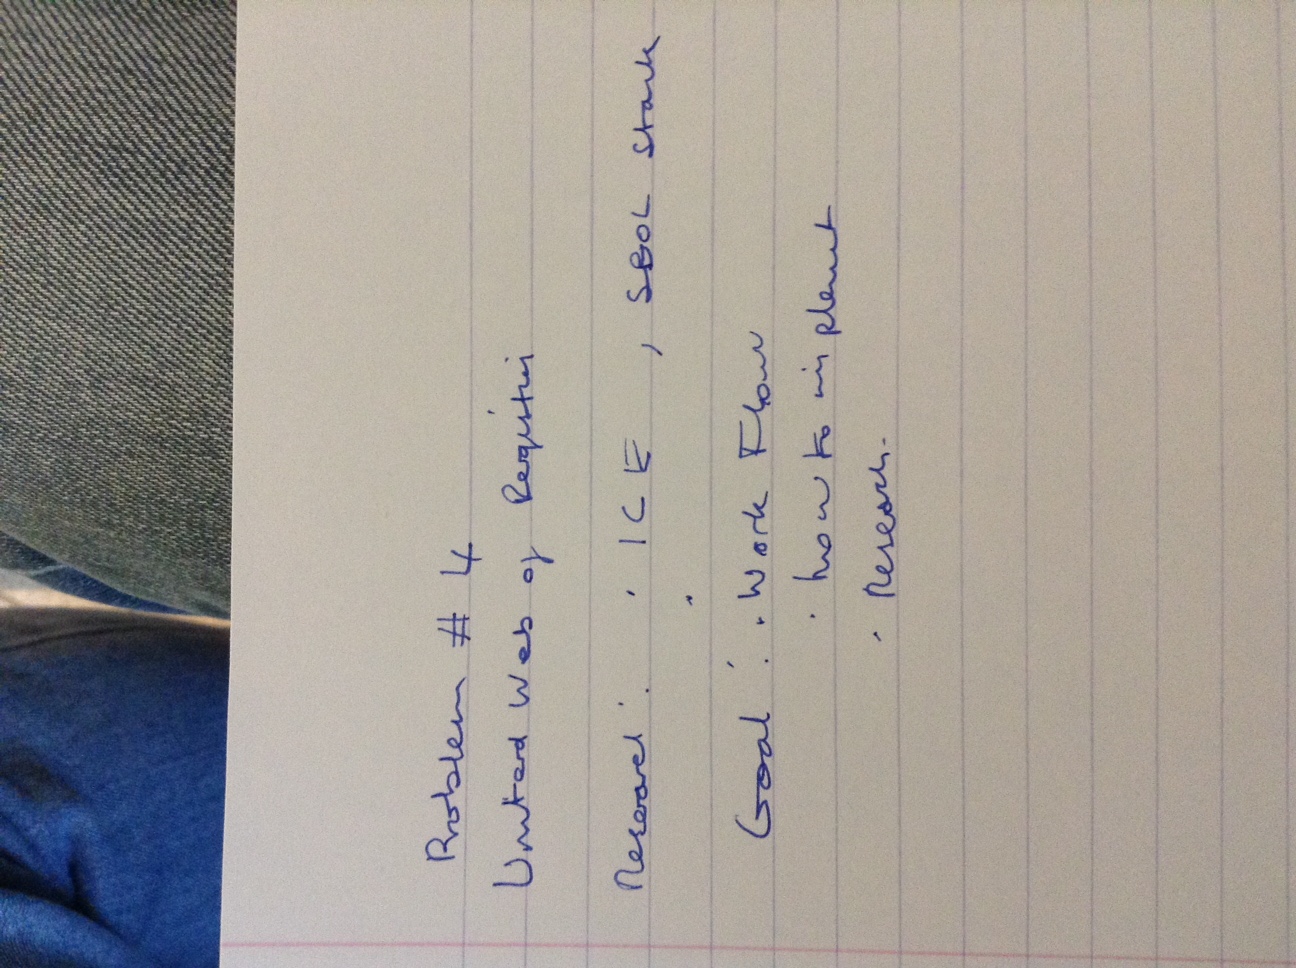 Problem # 4
United Web of Registries
Research : · ICE , SBOL Stack
·
Goal : · Work Flow
· how to implement
· Research.